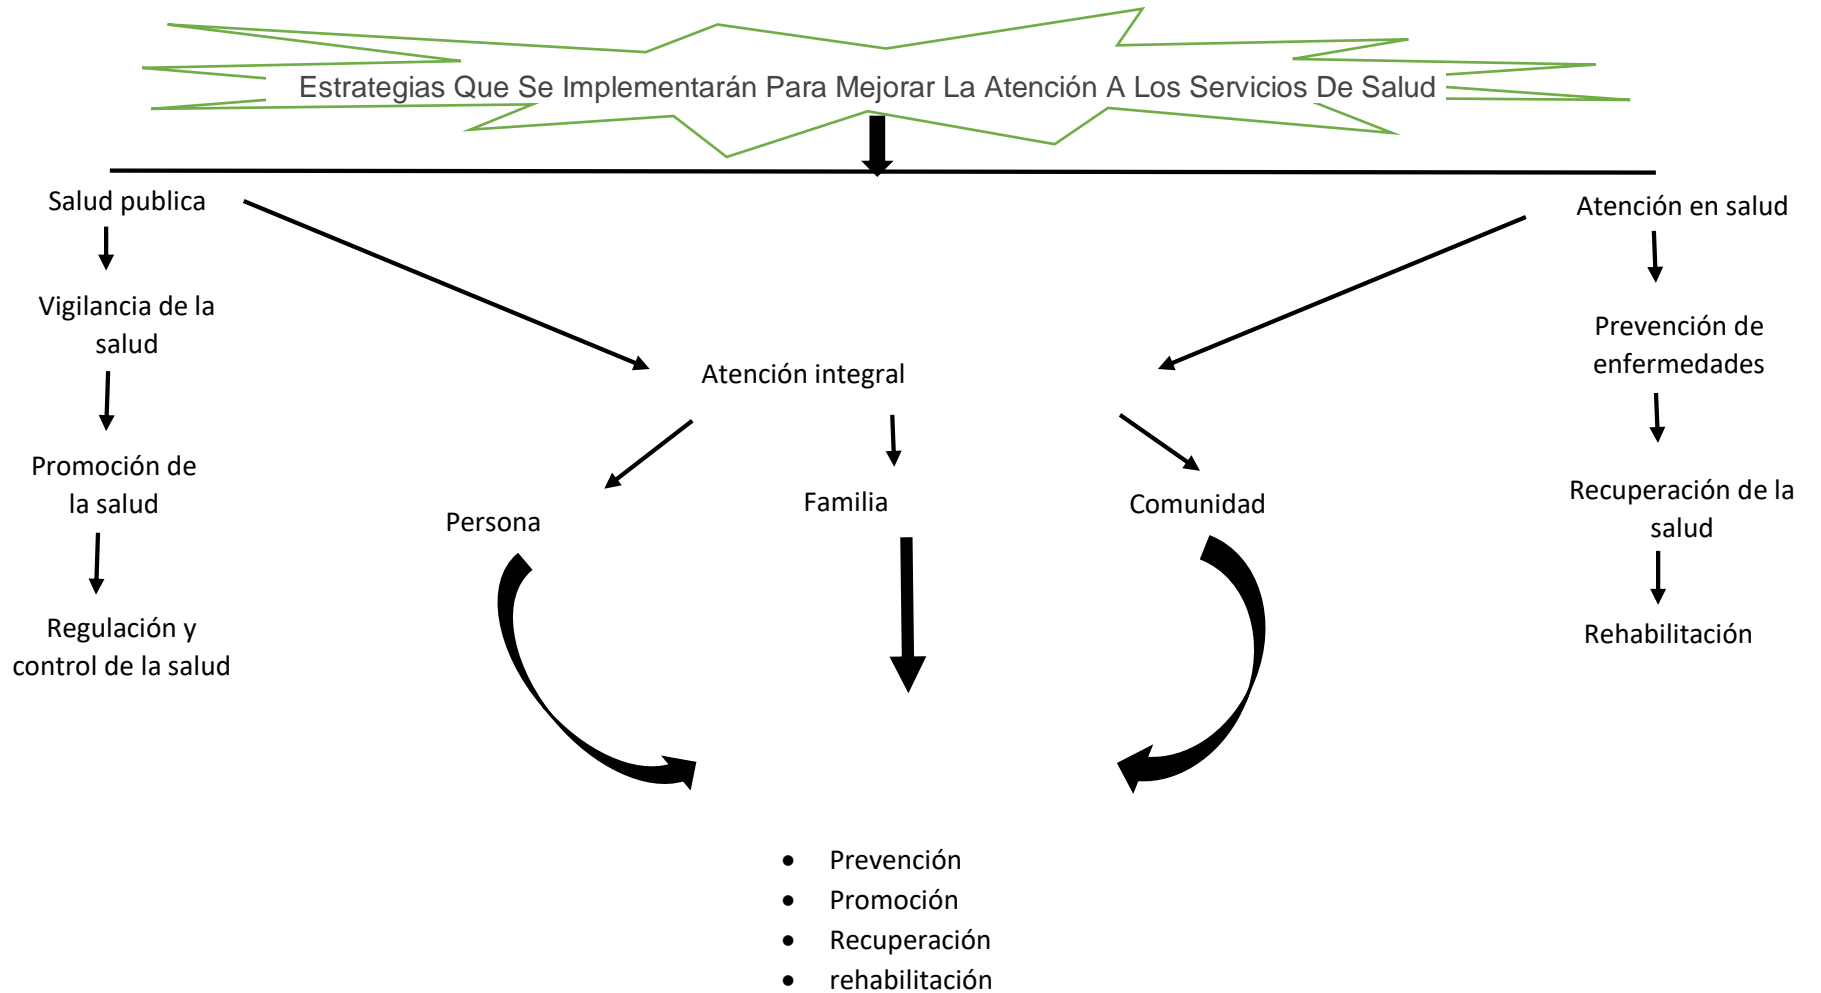 Estrategias Que Se Implementarán Para Mejorar La Atención A Los Servicios De Salud
Salud publica
Atención en salud
Vigilancia de la
salud
Prevención de
enfermedades
Atención integral
Promoción de
la salud
Persona
Familia
Comunidad
Recuperación de la
salud
Regulación y
control de la salud
Rehabilitación
• Prevención
• Promoción
• Recuperación
• rehabilitación